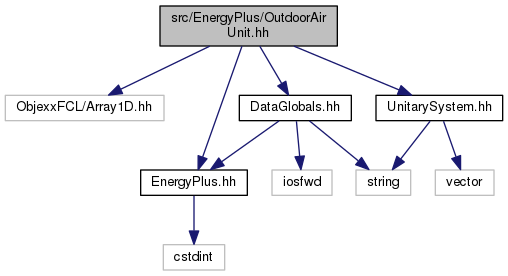 src/EnergyPlus/OutdoorAir
Unit.hh
ObjexxFCL/Array1D.hh
DataGlobals.hh
UnitarySystem.hh
EnergyPlus.hh
iosfwd
string
vector
cstdint